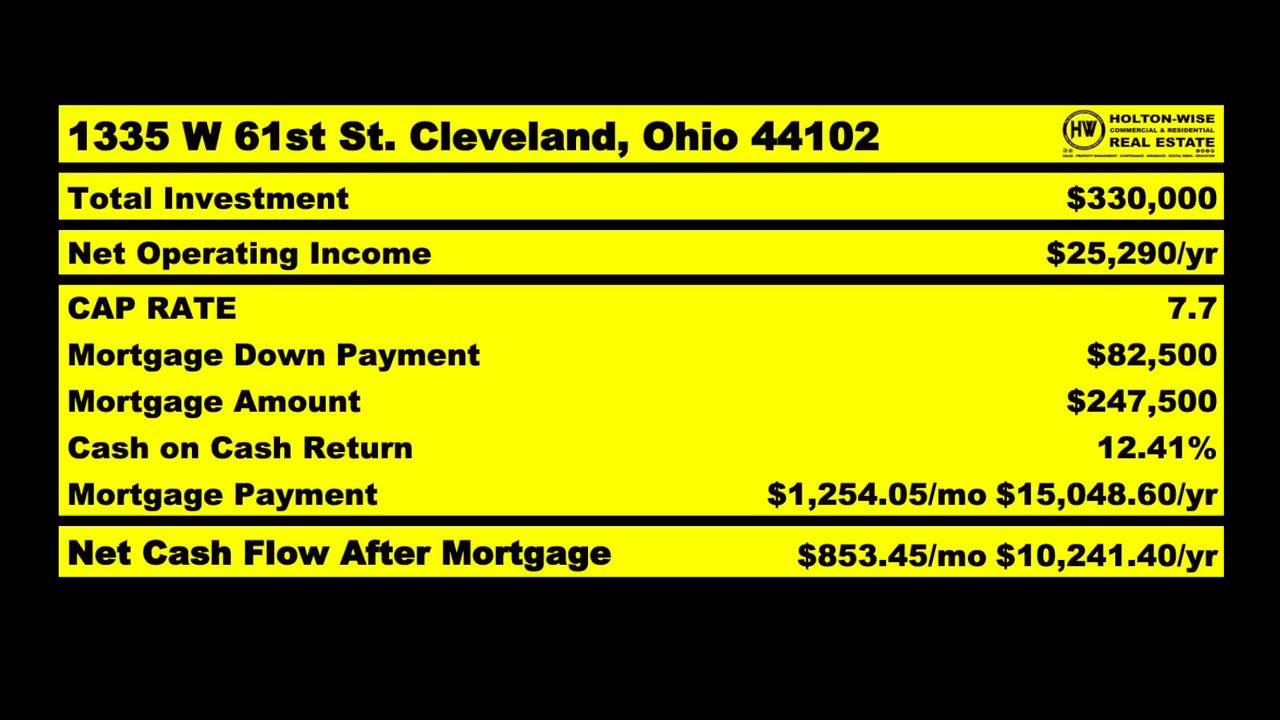 1335 W 61st St. Cleveland, Ohio 44102
HW
HOLTON-WISE
COMMERCIAL & RESIDENTIAL
REAL ESTATE
Total Investment $330,000
Net Operating Income $25,290/yr
CAP RATE 7.7
Mortgage Down Payment $82,500
Mortgage Amount $247,500
Cash on Cash Return 12.41%
Mortgage Payment $1,254.05/mo $15,048.60/yr
Net Cash Flow After Mortgage $853.45/mo $10,241.40/yr